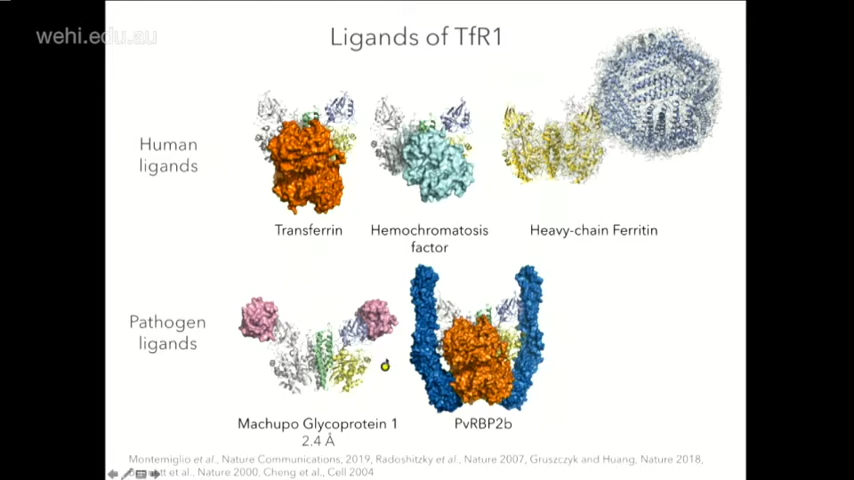 wehi.edu.au
Ligands of TfR1
Human
ligands
Transferrin
Hemochromatosis
factor
Heavy-chain Ferritin
Pathogen
ligands
Machupo Glycoprotein 1
2.4 Å
PvRBP2b
Montemiglio et al., Nature Communications, 2019, Radoshitzky et al., Nature 2007, Gruszczyk and Huang, Nature 2018,
et al., Nature 2000, Cheng et al., Cell 2004